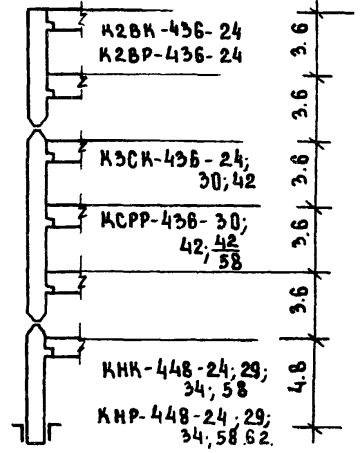 К2ВК-436-24
К2ВР-436-24
К3СК-436-24;
30; 42
КСРР-436-30;
42; 42/58
КНК-448-24; 29;
34; 58
КНР-448-24; 29;
34; 58.62.
3.6
3.6
3.6
3.6
3.6
4.8